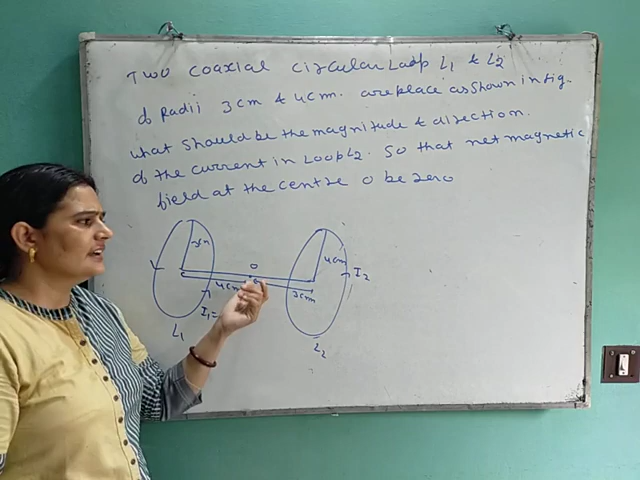 Two coaxial circular Loop L1 & L2
of Radii 3cm & 4cm. are place as shown in fig.
what should be the magnitude & direction
of the current in Loop L2. so that net magnetic
field at the centre o be zero
3cm
4cm
O
4cm
3cm
I2
I1=
L1
L2